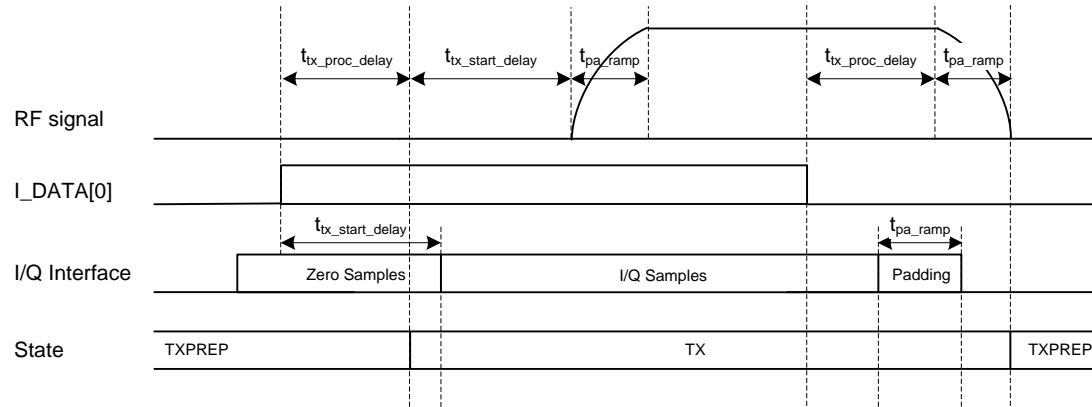 t_tx_proc_delay t_tx_start_delay t_pa_ramp t_tx_proc_delay t_pa_ramp
RF signal
I_DATA[0]
t_tx_start_delay t_pa_ramp
I/Q Interface Zero Samples I/Q Samples Padding
State TXPREP TX TXPREP